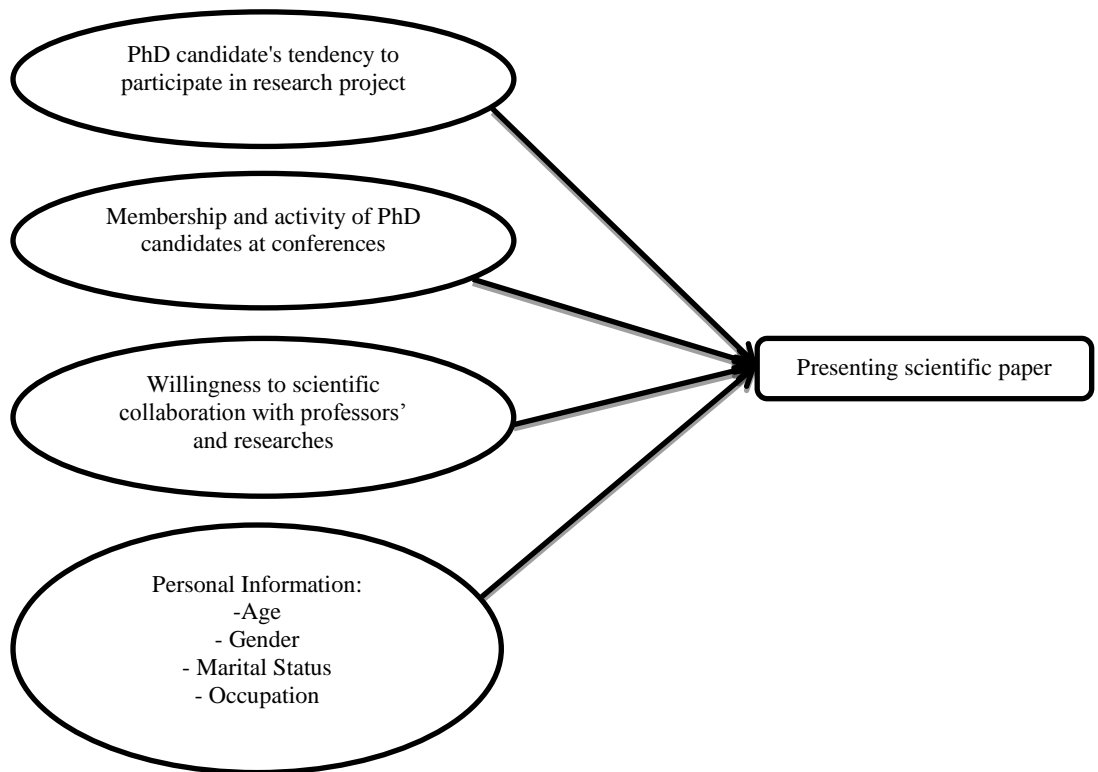 PhD candidate's tendency to
participate in research project
Membership and activity of PhD
candidates at conferences
Willingness to scientific
collaboration with professors’
and researches
Presenting scientific paper
Personal Information:
-Age
- Gender
- Marital Status
- Occupation